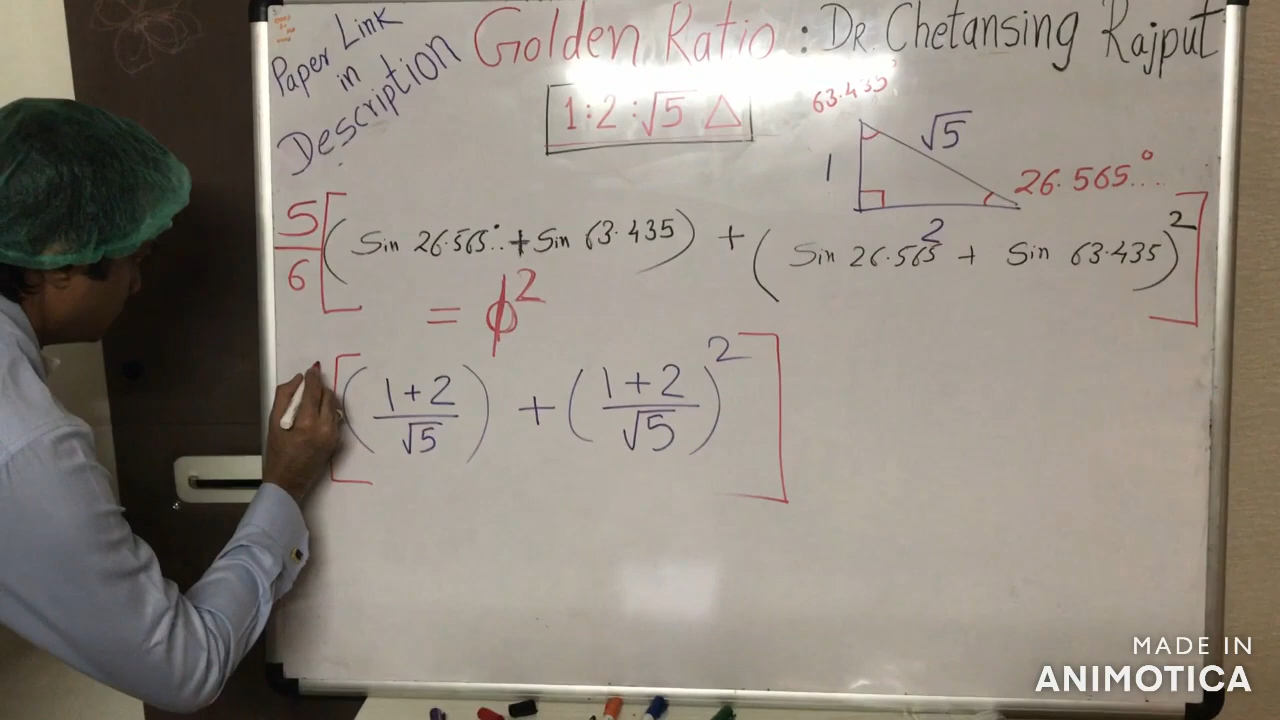 Paper Link
in
Description
Golden Ratio : Dr. Chetansing Rajput
1:2:√5 △
63.435°
1
√5
26.565...°
2
5/6 [(Sin 26.565°.. + Sin 63.435) + (Sin 26.565 + Sin 63.435)²]
= ϕ²
[((1+2)/√5) + ((1+2)/√5)²]
MADE IN
ANIMOTICA